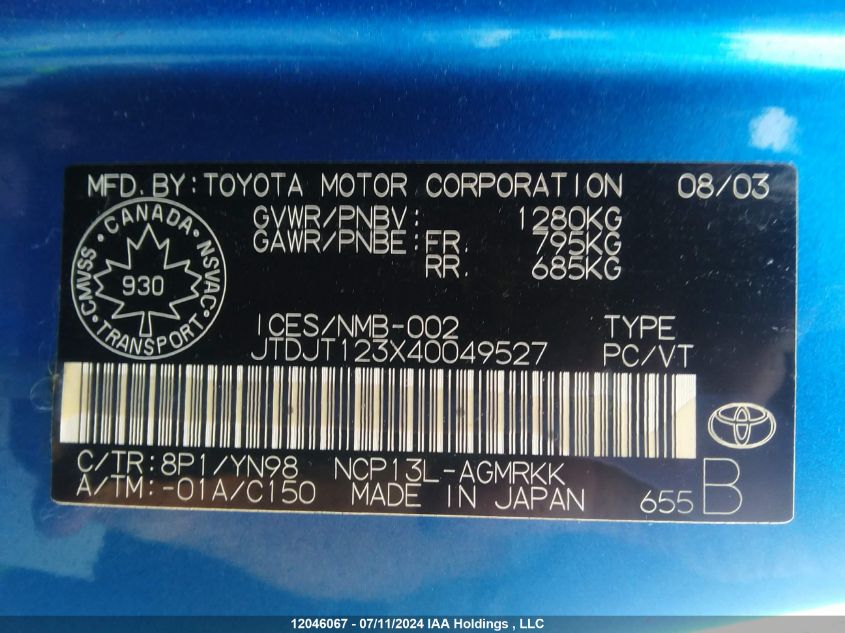 MFD. BY: TOYOTA MOTOR CORPORATION 08/03
GVWR/PNBV: 1280KG
GAWR/PNBE: FR. 795KG
RR. 685KG
CANADA · NSVAC · TRANSPORT · CMVSS ·
930
ICES/NMB-002 TYPE
JTDJT123X40049527 PC/VT
C/TR: 8P1/YN98 NCP13L-AGMRKK
A/TM: -01A/C150 MADE IN JAPAN 655 B
12046067 - 07/11/2024 IAA Holdings , LLC